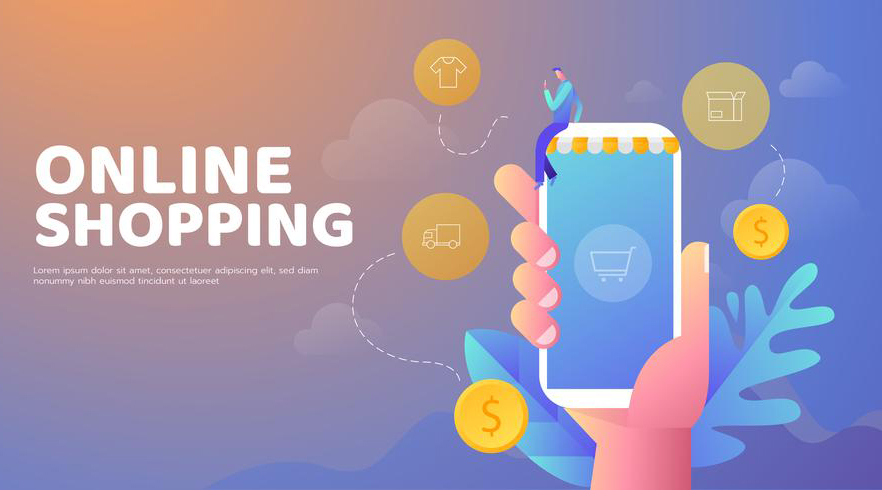 ONLINE
SHOPPING
Lorem ipsum dolor sit amet, consectetuer adipiscing elit, sed diam
nonummy nibh euismod tincidunt ut laoreet
$
$